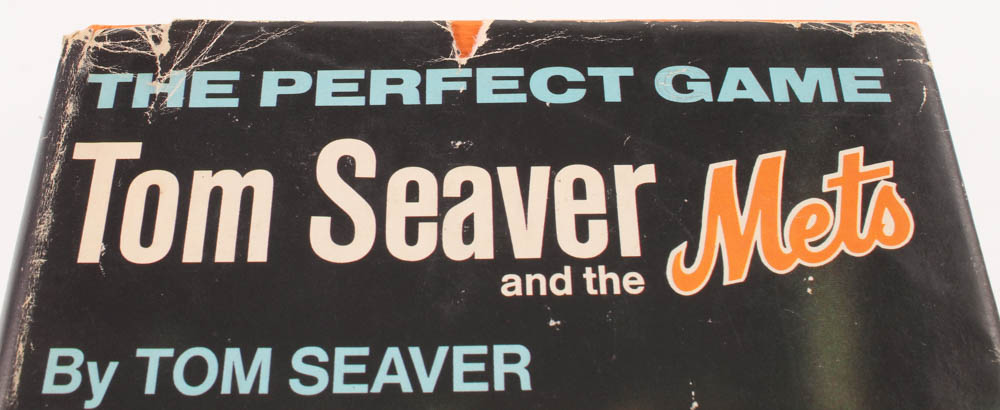 THE PERFECT GAME
Tom Seaver
and the Mets
By TOM SEAVER